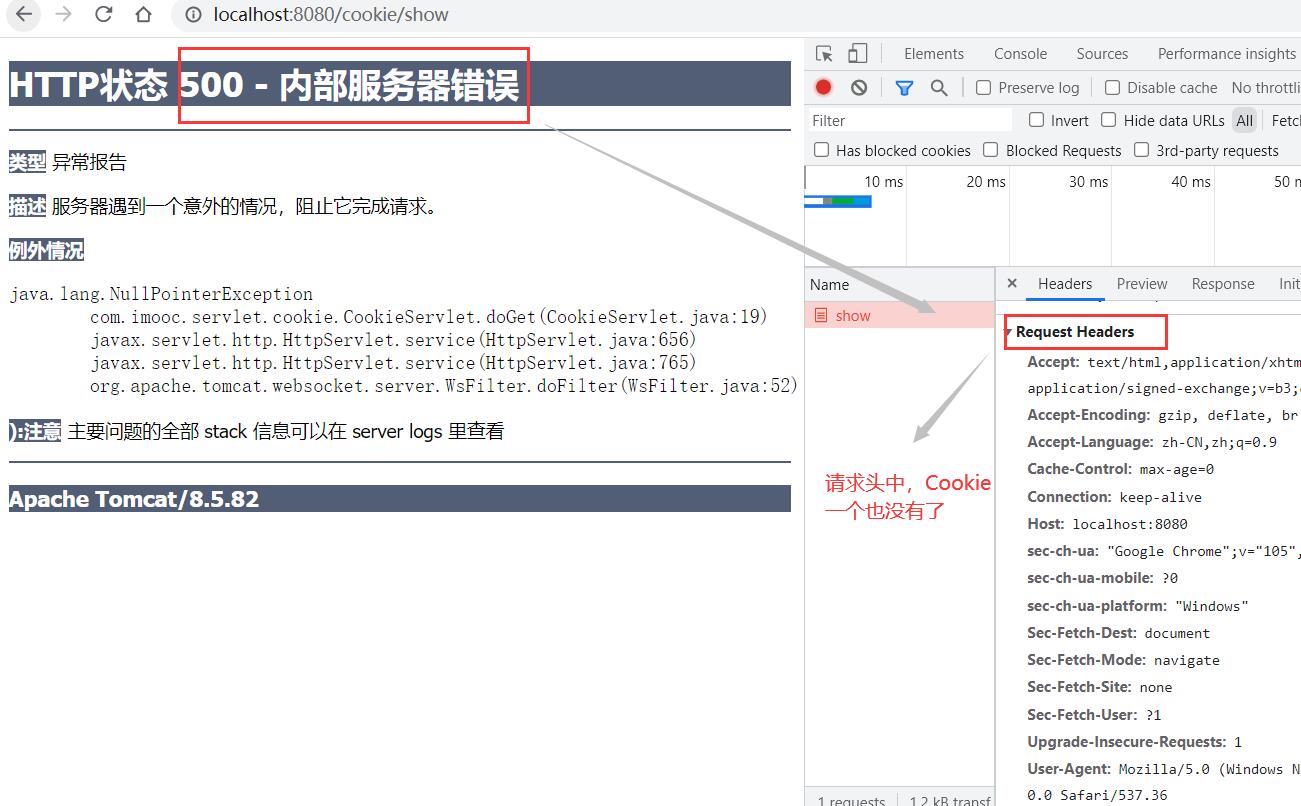 localhost:8080/cookie/show
HTTP状态 500 - 内部服务器错误
类型 异常报告
描述 服务器遇到一个意外的情况，阻止它完成请求。
例外情况
java.lang.NullPointerException
com.imooc.servlet.cookie.CookieServlet.doGet(CookieServlet.java:19)
javax.servlet.http.HttpServlet.service(HttpServlet.java:656)
javax.servlet.http.HttpServlet.service(HttpServlet.java:765)
org.apache.tomcat.websocket.server.WsFilter.doFilter(WsFilter.java:52)
):注意 主要问题的全部 stack 信息可以在 server logs 里查看
Apache Tomcat/8.5.82
Elements Console Sources Performance insights
Preserve log Disable cache No throttli
Filter Invert Hide data URLs All Fetc
Has blocked cookies Blocked Requests 3rd-party requests
10 ms 20 ms 30 ms 40 ms 50 m
Name
show
请求头中，Cookie
一个也没有了
1 requests 1.2 kB transf
× Headers Preview Response Init
Request Headers
Accept: text/html,application/xhtm
application/signed-exchange;v=b3;
Accept-Encoding: gzip, deflate, br
Accept-Language: zh-CN,zh;q=0.9
Cache-Control: max-age=0
Connection: keep-alive
Host: localhost:8080
sec-ch-ua: "Google Chrome";v="105",
sec-ch-ua-mobile: ?0
sec-ch-ua-platform: "Windows"
Sec-Fetch-Dest: document
Sec-Fetch-Mode: navigate
Sec-Fetch-Site: none
Sec-Fetch-User: ?1
Upgrade-Insecure-Requests: 1
User-Agent: Mozilla/5.0 (Windows N
0.0 Safari/537.36